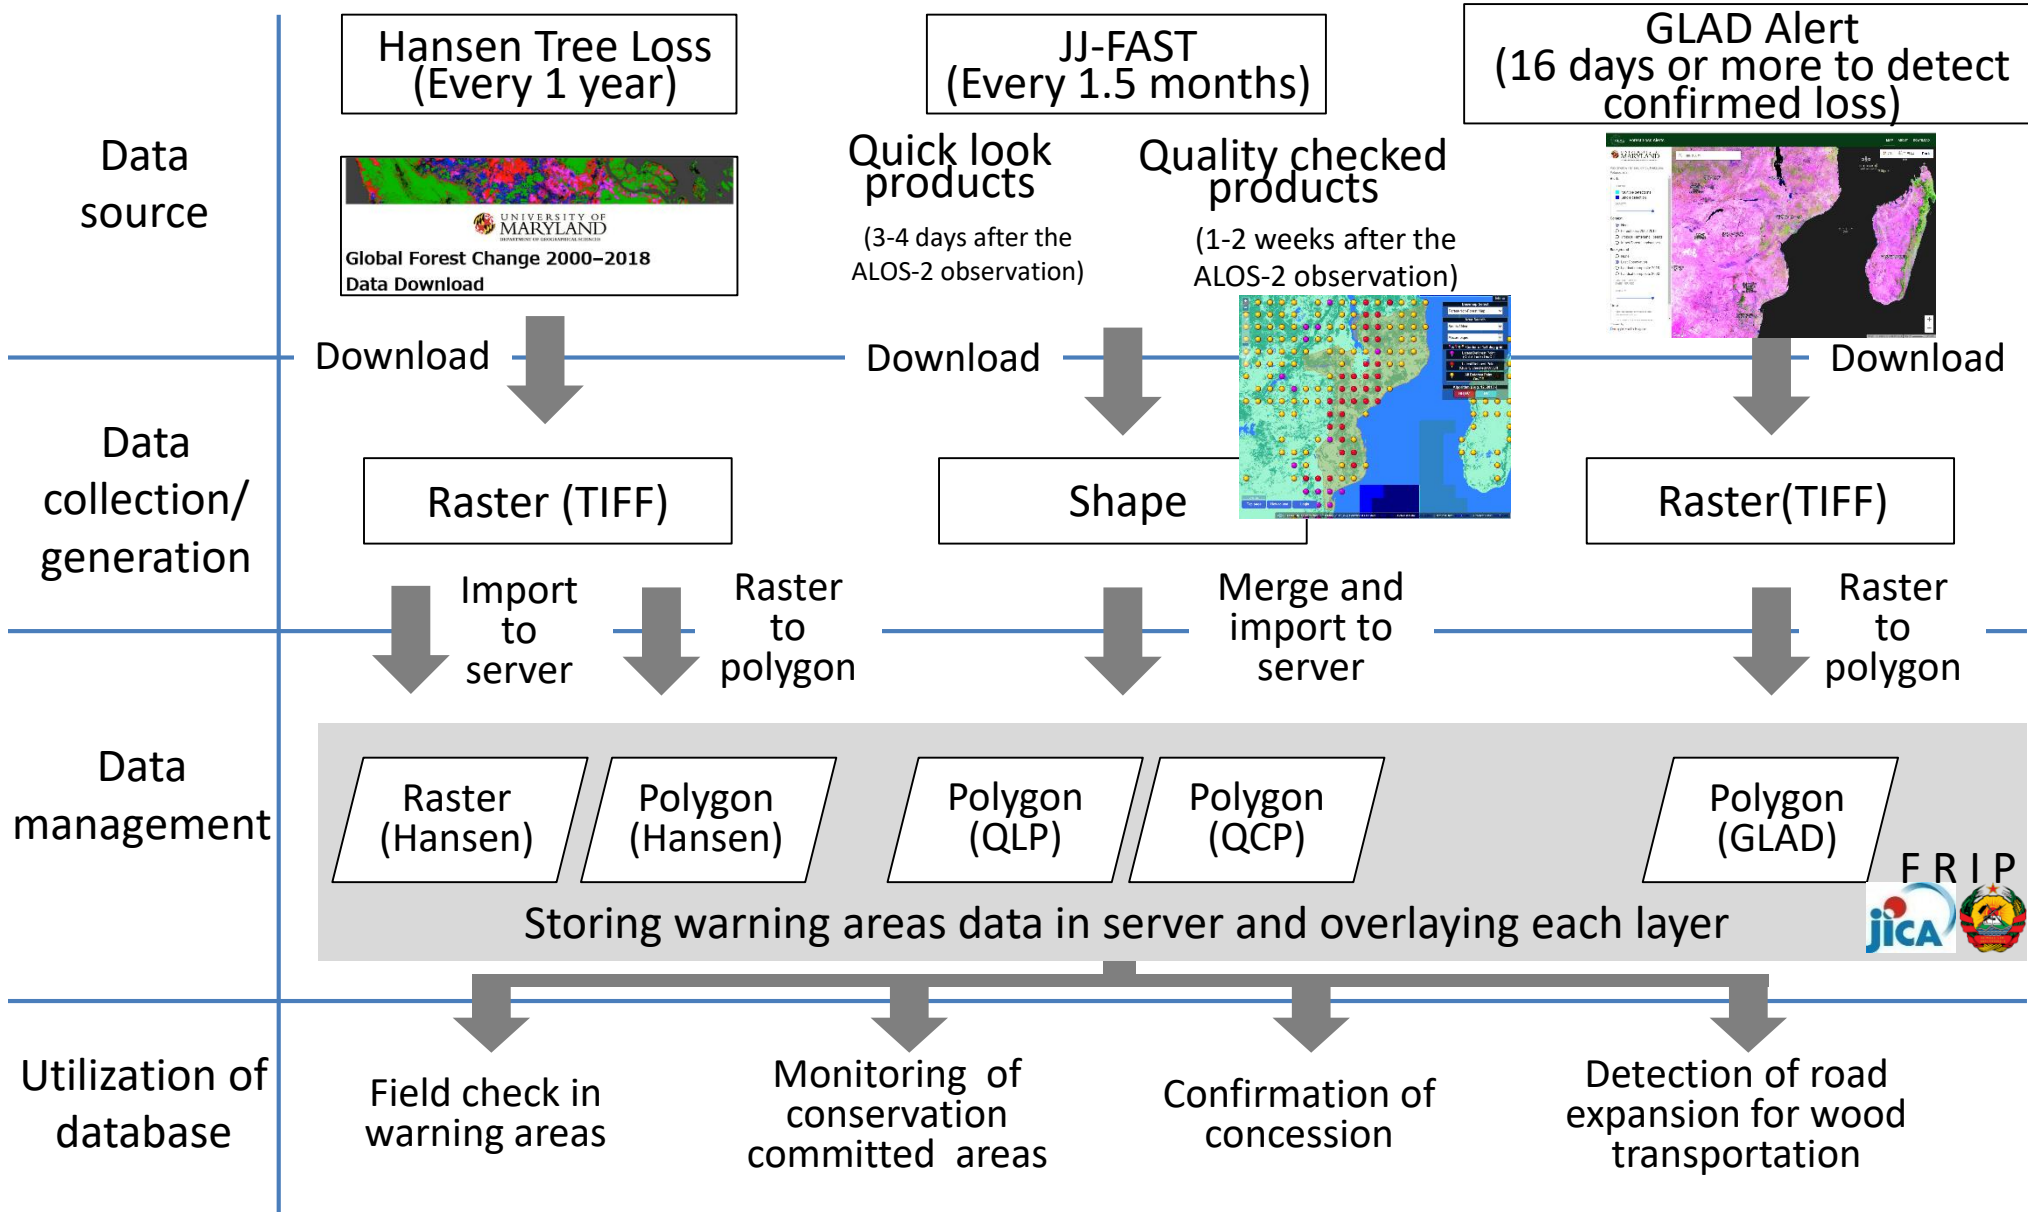 Data
source
Hansen Tree Loss
(Every 1 year)
UNIVERSITY OF
MARYLAND
DEPARTMENT OF GEOGRAPHICAL SCIENCES
Global Forest Change 2000–2018
Data Download
JJ-FAST
(Every 1.5 months)
Quick look
products
(3-4 days after the
ALOS-2 observation)
Quality checked
products
(1-2 weeks after the
ALOS-2 observation)
GLAD Alert
(16 days or more to detect
confirmed loss)
MARYLAND
Download
Download
Download
Data
collection/
generation
Raster (TIFF)
Shape
Raster(TIFF)
Import
to
server
Raster
to
polygon
Merge and
import to
server
Raster
to
polygon
Data
management
Raster
(Hansen)
Polygon
(Hansen)
Polygon
(QLP)
Polygon
(QCP)
Polygon
(GLAD)
F R I P
jICA
Storing warning areas data in server and overlaying each layer
Utilization of
database
Field check in
warning areas
Monitoring of
conservation
committed areas
Confirmation of
concession
Detection of road
expansion for wood
transportation